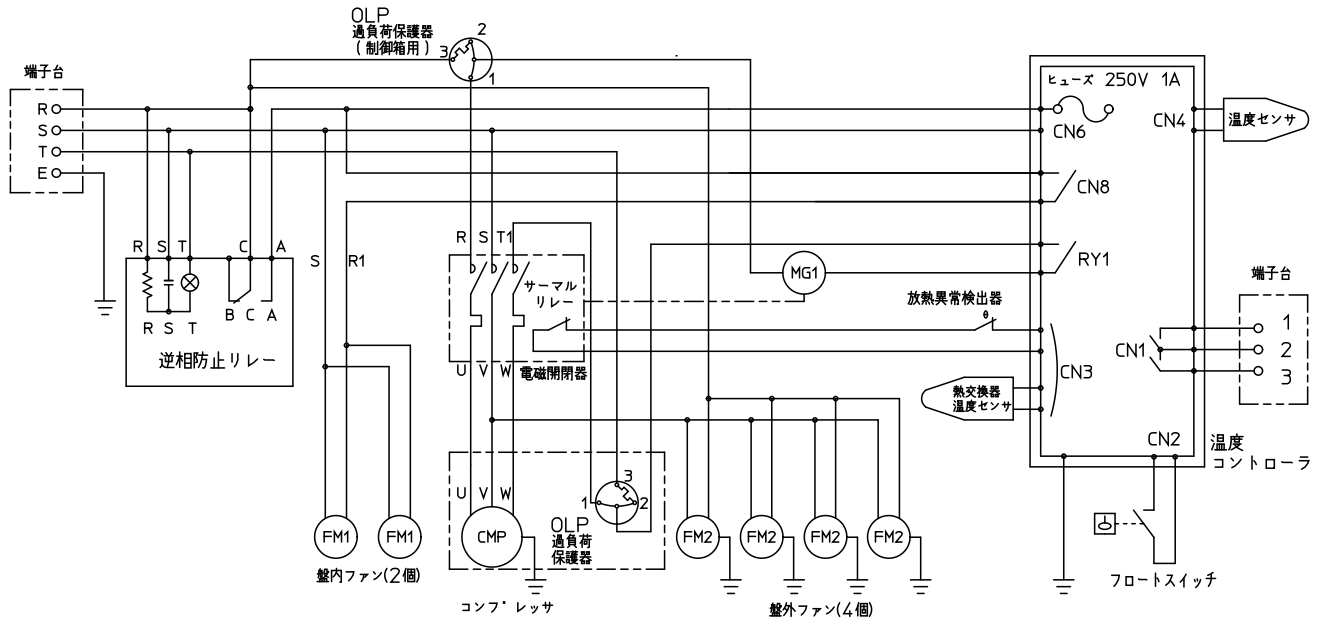 OLP
過負荷保護器
(制御箱用)
2
3
1
端子台
R
S
T
E
ヒューズ 250V 1A
CN6
CN4
温度センサ
CN8
R S T C A
S
R1
R S T1
B C A
R S T
逆相防止リレー
サーマル
リレー
MG1
RY1
放熱異常検出器
θ
端子台
1
2
3
CN1
CN3
U V W
電磁開閉器
熱交換器
温度センサ
CN2
温度
コントローラ
U V W
3
1
2
OLP
過負荷
保護器
FM1
FM1
CMP
FM2
FM2
FM2
FM2
盤内ファン(2個)
コンプレッサ
盤外ファン(4個)
フロートスイッチ